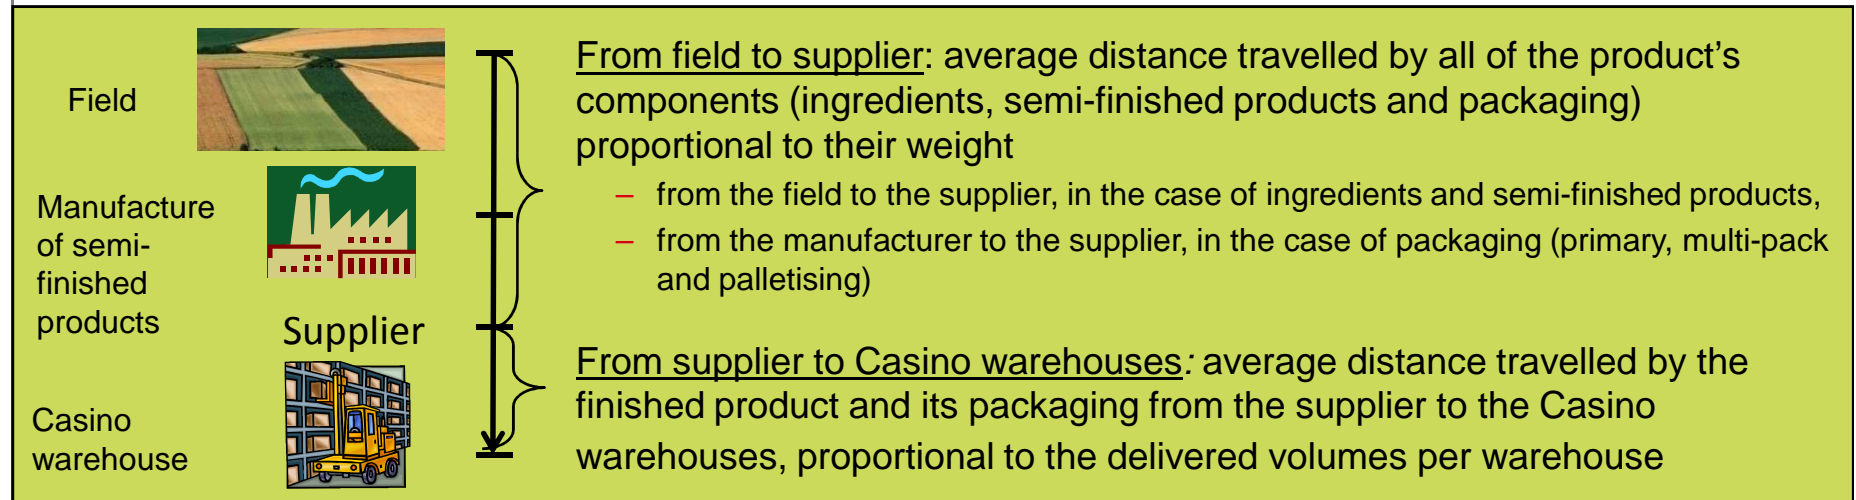 Field
Manufacture
of semi-
finished
products
Supplier
Casino
warehouse
From field to supplier: average distance travelled by all of the product’s
components (ingredients, semi-finished products and packaging)
proportional to their weight
– from the field to the supplier, in the case of ingredients and semi-finished products,
– from the manufacturer to the supplier, in the case of packaging (primary, multi-pack
and palletising)
From supplier to Casino warehouses: average distance travelled by the
finished product and its packaging from the supplier to the Casino
warehouses, proportional to the delivered volumes per warehouse